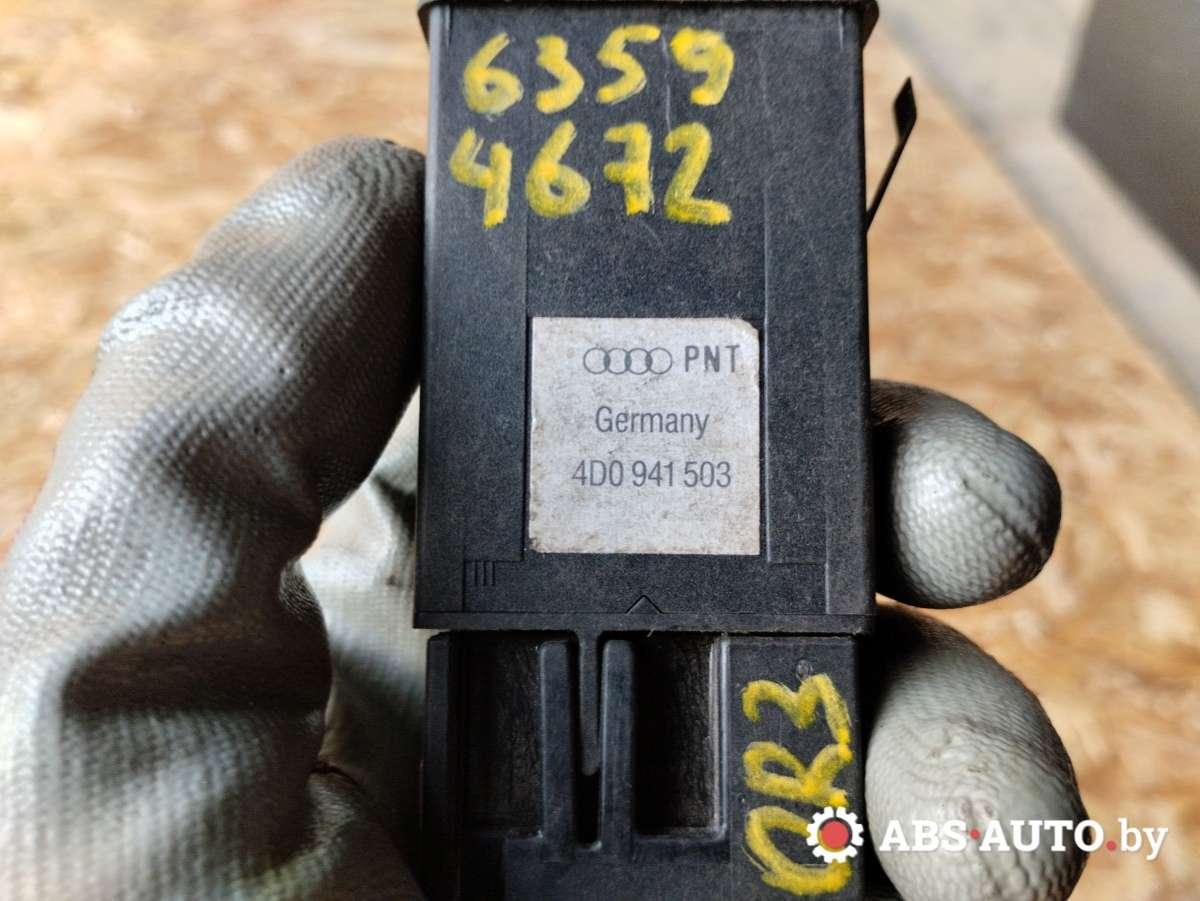 6359
4672
PNT
Germany
4D0 941 503
OR3
ABS-AUTO.by